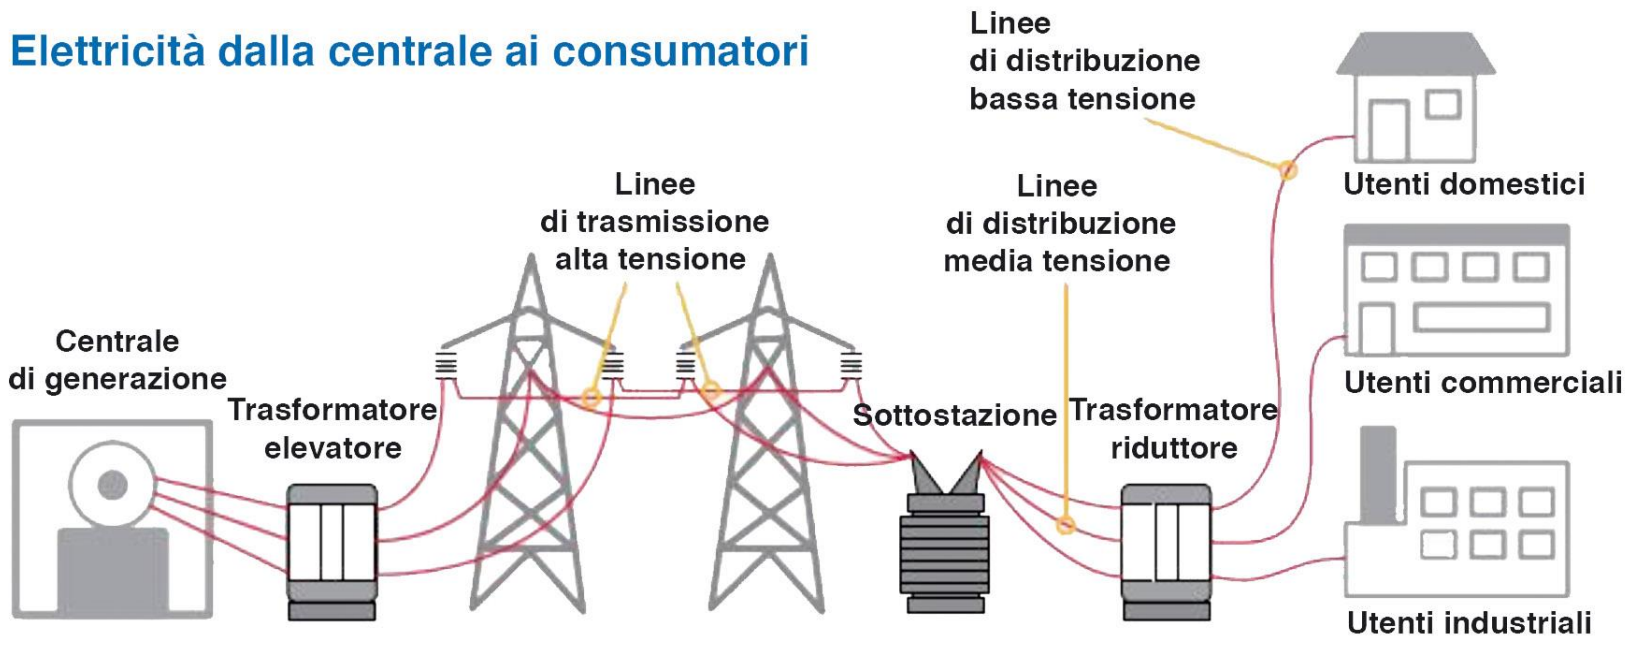 Elettricità dalla centrale ai consumatori
Linee
di distribuzione
bassa tensione
Utenti domestici
Linee
di trasmissione
alta tensione
Linee
di distribuzione
media tensione
Centrale
di generazione
Trasformatore
elevatore
Sottostazione
Trasformatore
riduttore
Utenti commerciali
Utenti industriali